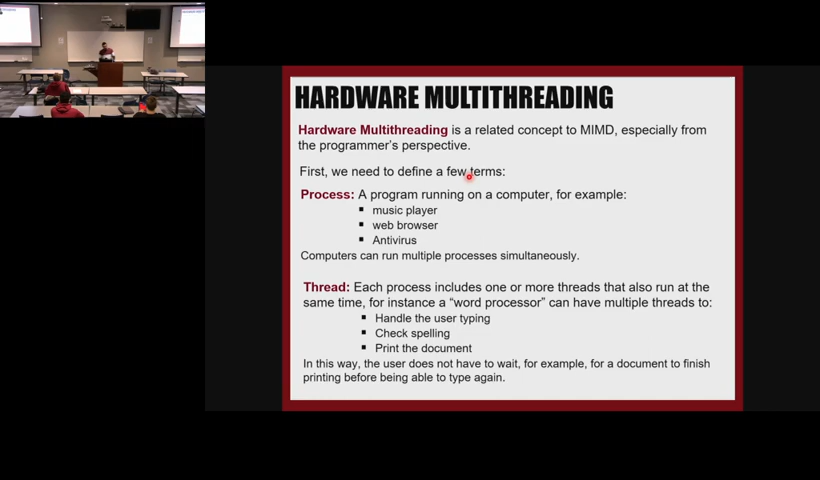 HARDWARE MULTITHREADING
Hardware Multithreading is a related concept to MIMD, especially from
the programmer's perspective.
First, we need to define a few terms:
Process: A program running on a computer, for example:
▪ music player
▪ web browser
▪ Antivirus
Computers can run multiple processes simultaneously.
Thread: Each process includes one or more threads that also run at the
same time, for instance a “word processor” can have multiple threads to:
▪ Handle the user typing
▪ Check spelling
▪ Print the document
In this way, the user does not have to wait, for example, for a document to finish
printing before being able to type again.